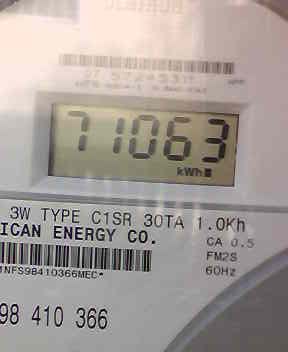 71063
kWh
3W TYPE C1SR 30TA 1.0Kh
ICAN ENERGY CO.
CA 0.5
FM2S
60Hz
1NFS98410366MEC*
98 410 366